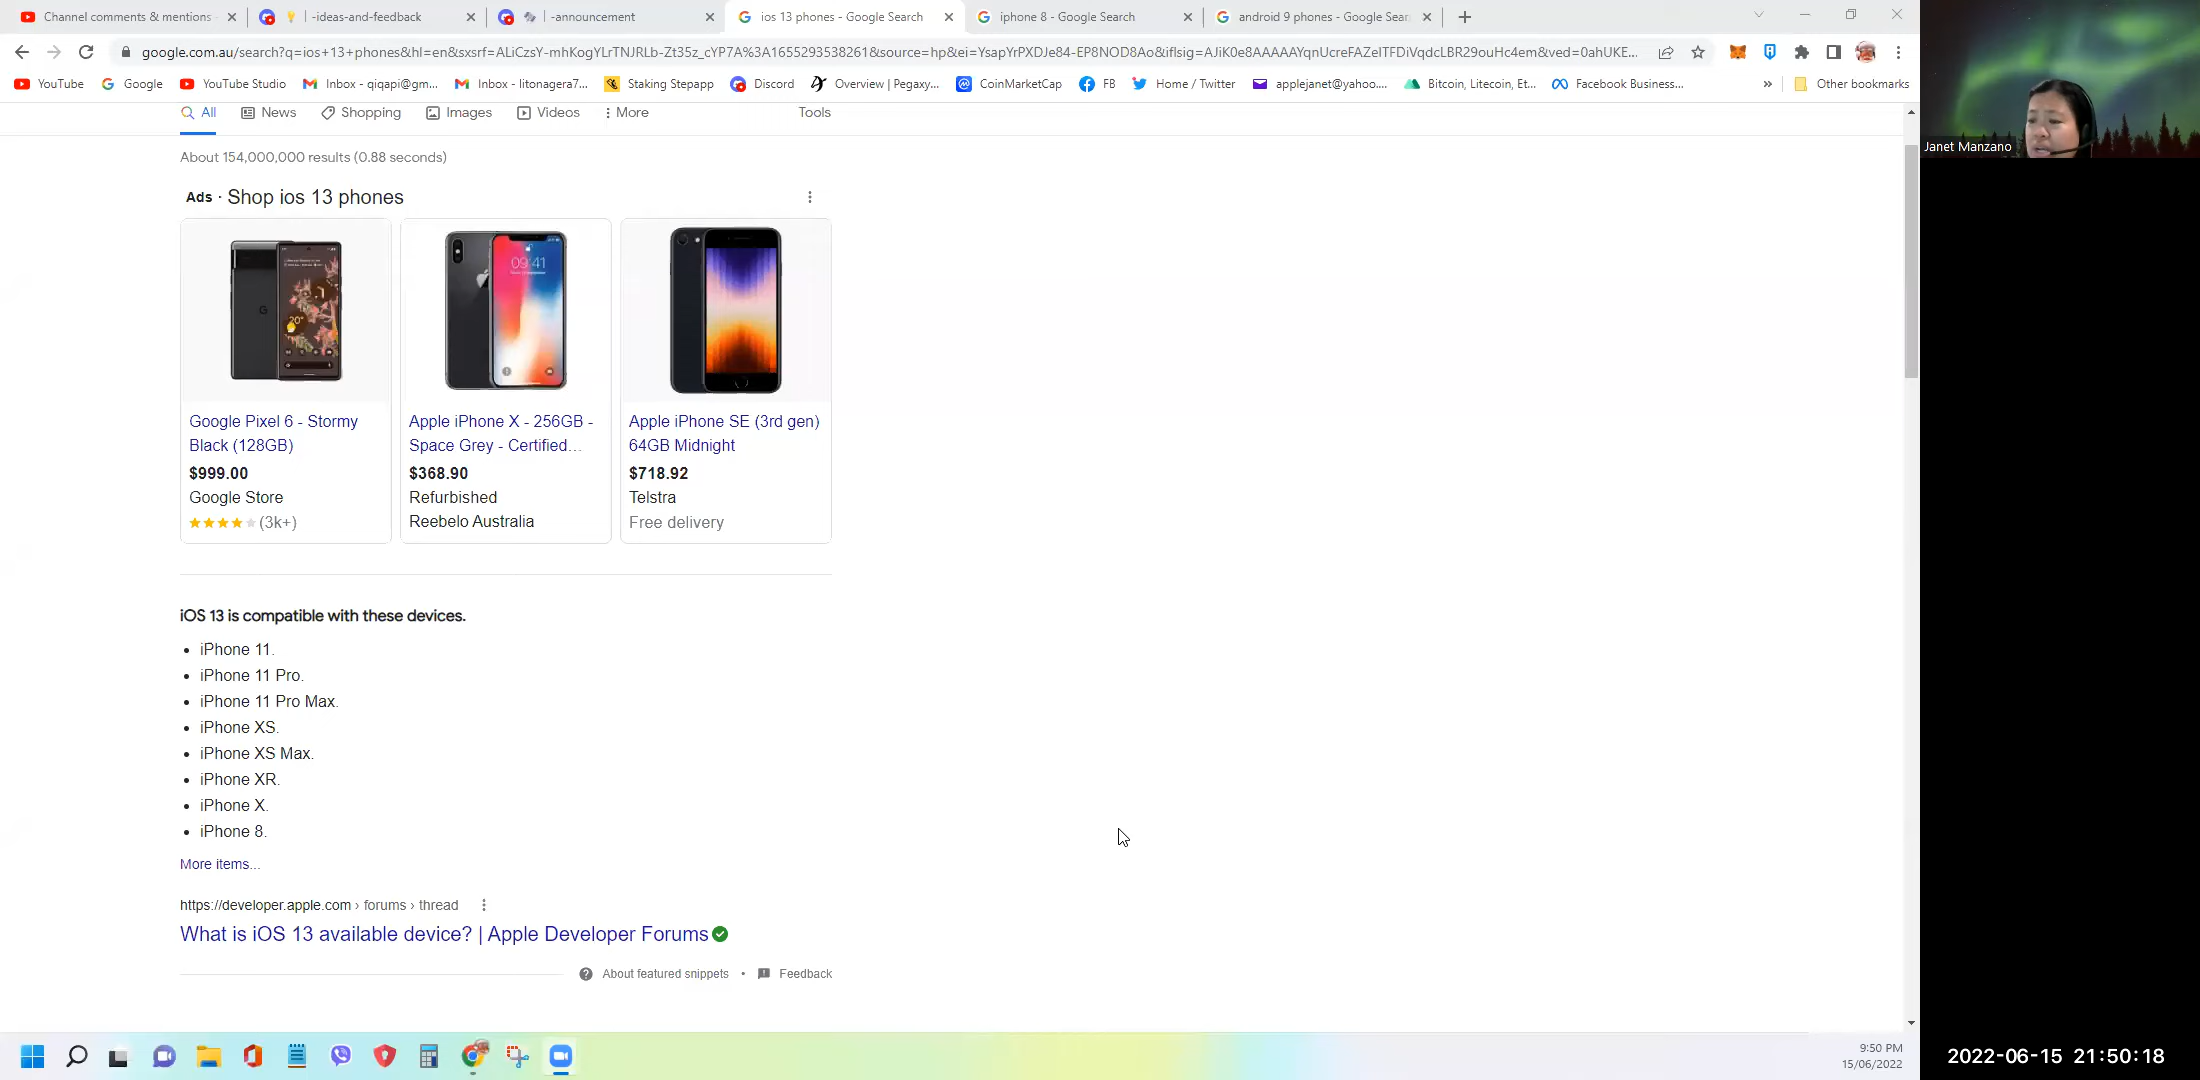 Channel comments & mentions
-ideas-and-feedback
-announcement
ios 13 phones - Google Search
iphone 8 - Google Search
android 9 phones - Google Sear
google.com.au/search?q=ios+13+phones&hl=en&sxsrf=ALiCzsY-mhKogYLrTNJRLb-Zt35z_cYP7A%3A1655293538261&source=hp&ei=YsapYrPXDJe84-EP8NOD8Ao&iflsig=AJiK0e8AAAAAYqnUcreFAZeITFDiVqdcLBR29ouHc4em&ved=0ahUKE...
YouTube
Google
YouTube Studio
Inbox - qiqapi@gm...
Inbox - litonagera7...
Staking Stepapp
Discord
Overview | Pegaxy...
CoinMarketCap
FB
Home / Twitter
applejanet@yahoo....
Bitcoin, Litecoin, Et...
Facebook Business...
»
Other bookmarks
All
News
Shopping
Images
Videos
More
Tools
About 154,000,000 results (0.88 seconds)
Ads · Shop ios 13 phones
09:41
20°
Google Pixel 6 - Stormy
Black (128GB)
$999.00
Google Store
(3k+)
Apple iPhone X - 256GB -
Space Grey - Certified...
$368.90
Refurbished
Reebelo Australia
Apple iPhone SE (3rd gen)
64GB Midnight
$718.92
Telstra
Free delivery
iOS 13 is compatible with these devices.
• iPhone 11.
• iPhone 11 Pro.
• iPhone 11 Pro Max.
• iPhone XS.
• iPhone XS Max.
• iPhone XR.
• iPhone X.
• iPhone 8.
More items...
https://developer.apple.com › forums › thread
What is iOS 13 available device? | Apple Developer Forums
About featured snippets • Feedback
9:50 PM
15/06/2022
Janet Manzano
2022-06-15 21:50:18